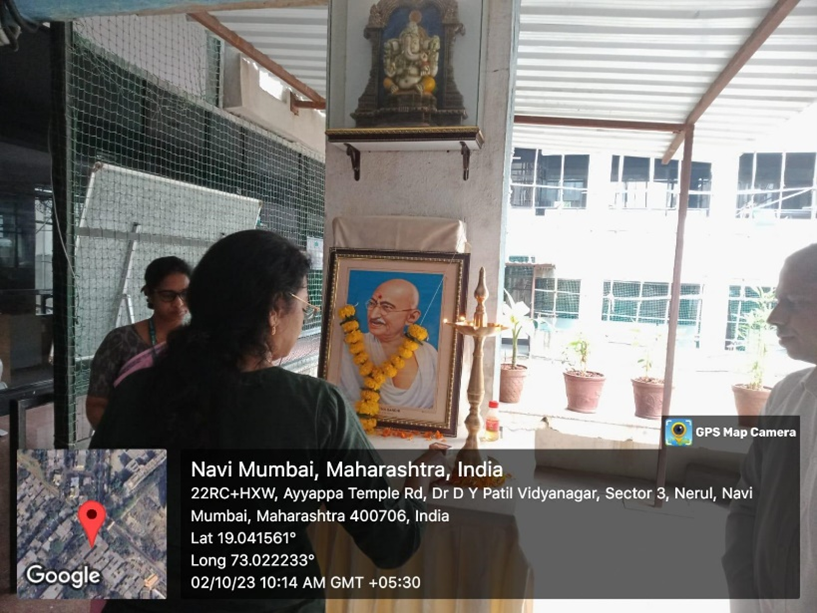 GPS Map Camera
Navi Mumbai, Maharashtra, India
22RC+HXW, Ayyappa Temple Rd, Dr D Y Patil Vidyanagar, Sector 3, Nerul, Navi
Mumbai, Maharashtra 400706, India
Lat 19.041561°
Long 73.022233°
02/10/23 10:14 AM GMT +05:30
Google